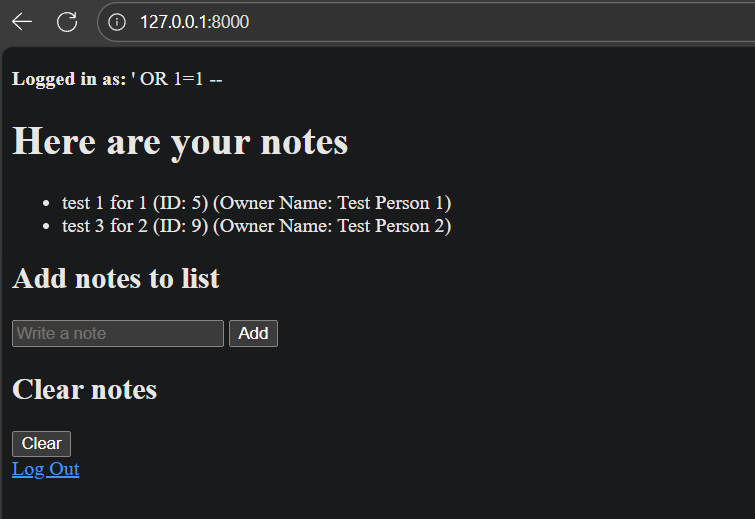 127.0.0.1:8000
Logged in as: ' OR 1=1 --
Here are your notes
• test 1 for 1 (ID: 5) (Owner Name: Test Person 1)
• test 3 for 2 (ID: 9) (Owner Name: Test Person 2)
Add notes to list
Write a note Add
Clear notes
Clear
Log Out